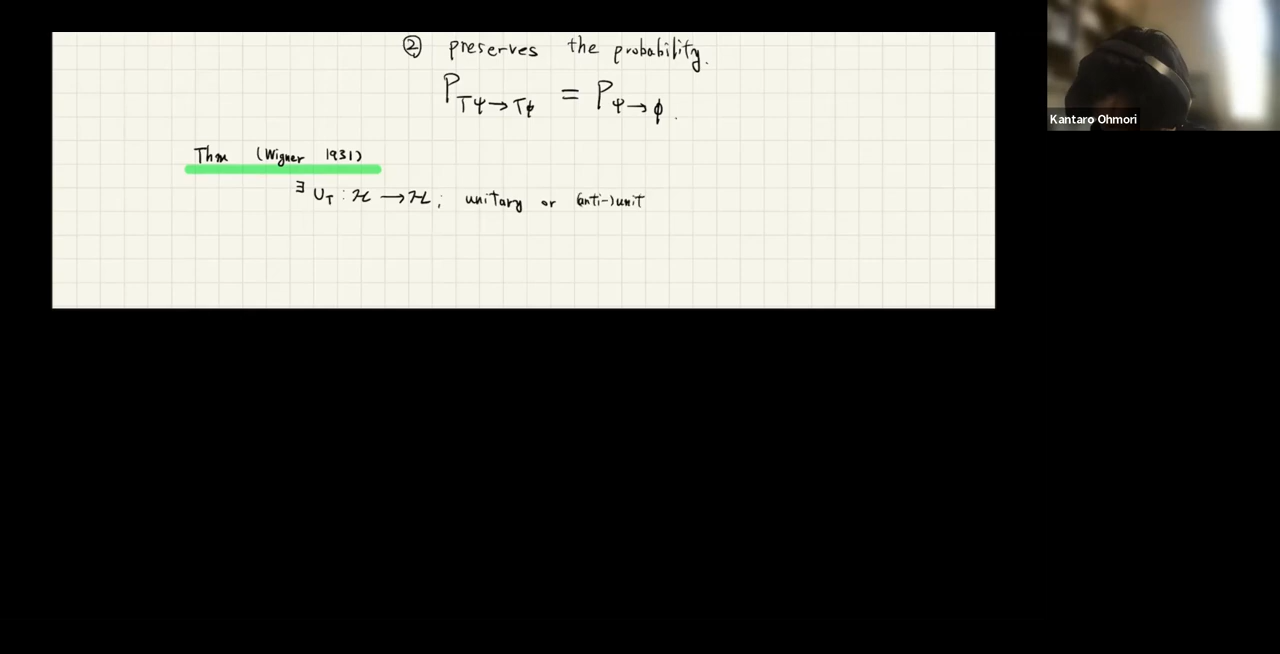 ② preserves the probability.
P_{Tψ→Tϕ} = P_{ψ→ϕ}.
Kantaro Ohmori
Thm (Wigner 1931)
∃ U_T : ℋ → ℋ ; unitary or (anti-)unit